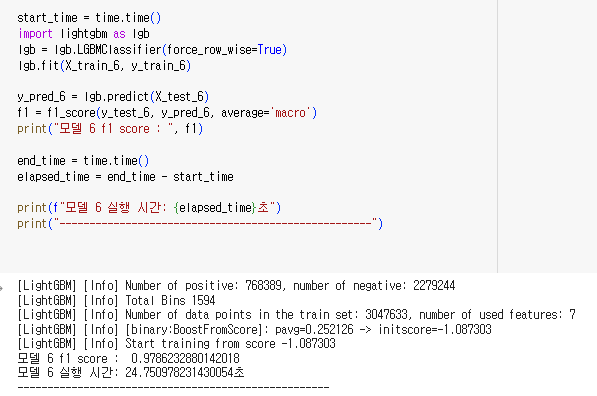 start_time = time.time()
import lightgbm as lgb
lgb = lgb.LGBMClassifier(force_row_wise=True)
lgb.fit(X_train_6, y_train_6)
y_pred_6 = lgb.predict(X_test_6)
f1 = f1_score(y_test_6, y_pred_6, average='macro')
print("모델 6 f1 score : ", f1)
end_time = time.time()
elapsed_time = end_time - start_time
print(f"모델 6 실행 시간: {elapsed_time}초")
print("----------------------------------------------------")
[LightGBM] [Info] Number of positive: 768389, number of negative: 2279244
[LightGBM] [Info] Total Bins 1594
[LightGBM] [Info] Number of data points in the train set: 3047633, number of used features: 7
[LightGBM] [Info] [binary:BoostFromScore]: pavg=0.252126 -> initscore=-1.087303
[LightGBM] [Info] Start training from score -1.087303
모델 6 f1 score :  0.9786232880142018
모델 6 실행 시간: 24.750978231430054초
----------------------------------------------------